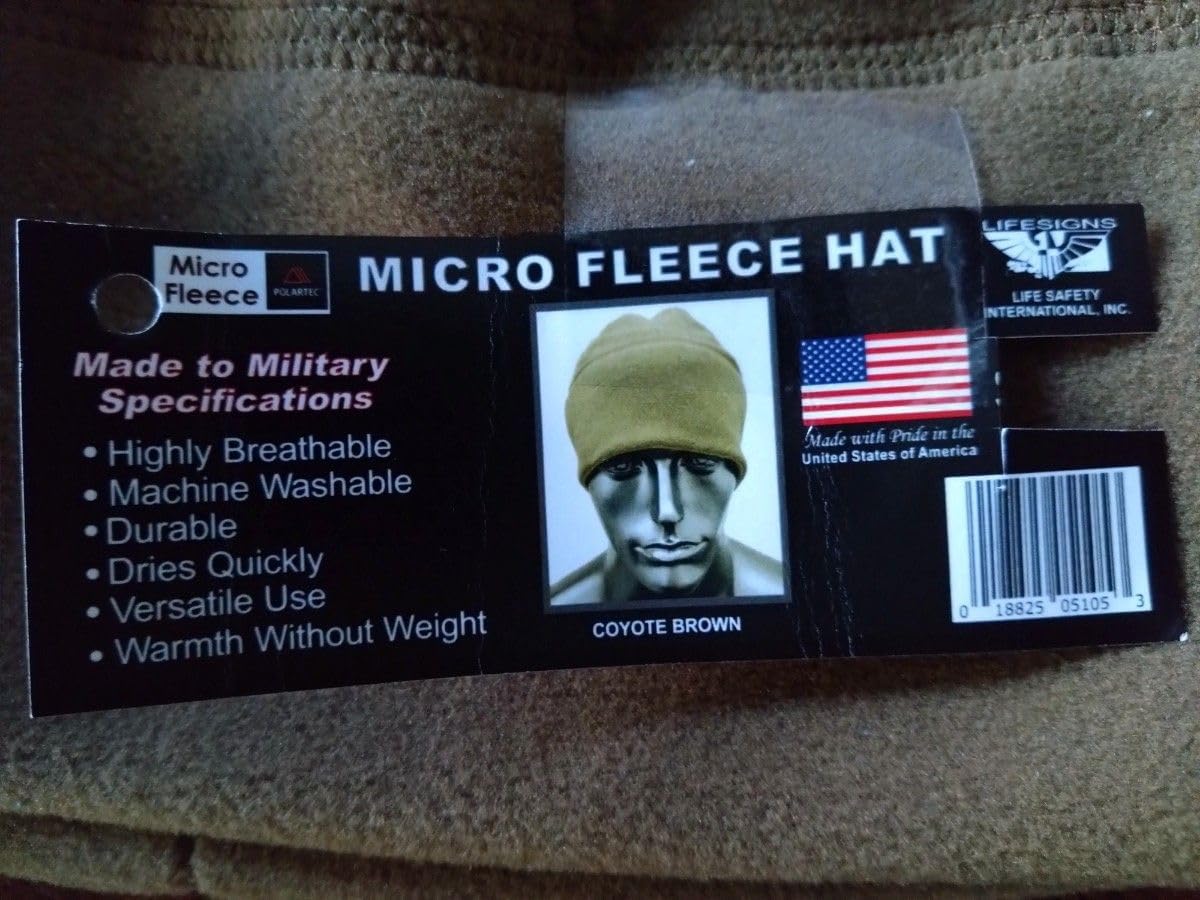 Micro
Fleece
POLARTEC
MICRO FLEECE HAT
LIFESIGNS
LIFE SAFETY
INTERNATIONAL, INC.
Made to Military
Specifications
• Highly Breathable
• Machine Washable
• Durable
• Dries Quickly
• Versatile Use
• Warmth Without Weight
COYOTE BROWN
Made with Pride in the
United States of America
0 18825 05105 3